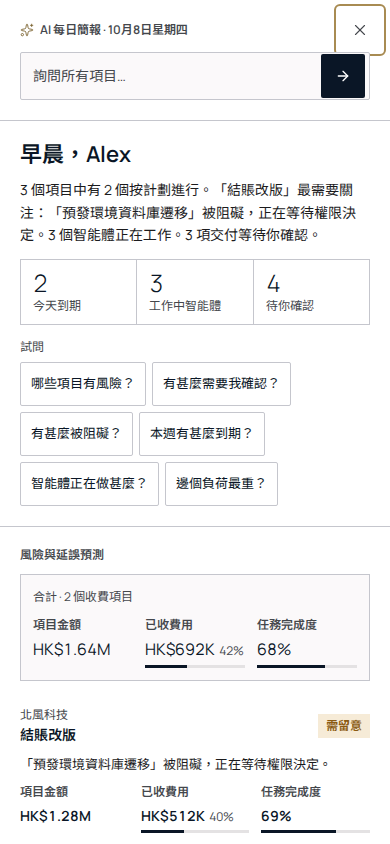 AI 每日簡報 · 10月8日星期四
詢問所有項目...
早晨，Alex
3 個項目中有 2 個按計劃進行。「結賬改版」最需要關
注：「預發環境資料庫遷移」被阻礙，正在等待權限決
定。3 個智能體正在工作。3 項交付等待你確認。
2 3 4
今天到期 工作中智能體 待你確認
試問
哪些項目有風險？ 有甚麼需要我確認？
有甚麼被阻礙？ 本週有甚麼到期？
智能體正在做甚麼？ 邊個負荷最重？
風險與延誤預測
合計 · 2 個收費項目
項目金額 已收費用 任務完成度
HK$1.64M HK$692K 42% 68%
北風科技
結賬改版 需留意
「預發環境資料庫遷移」被阻礙，正在等待權限決定。
項目金額 已收費用 任務完成度
HK$1.28M HK$512K 40% 69%